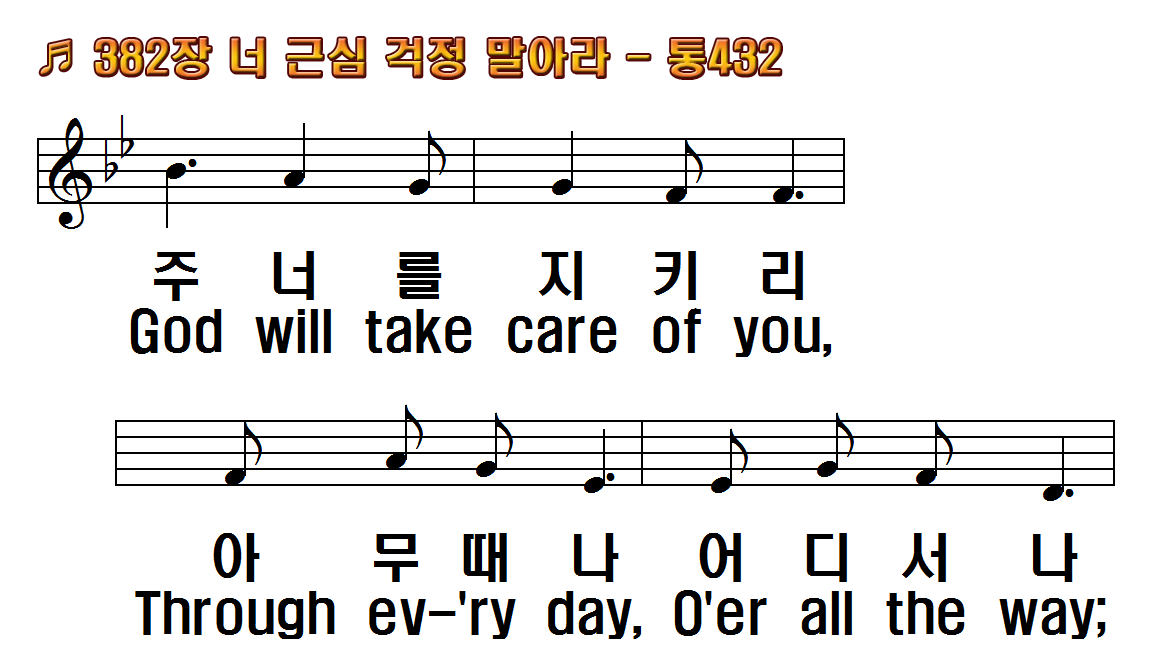 ♬ 382장 너 근심 걱정 말아라 - 통432
주 너 를 지 키 리
God will take care of you,
아 무 때 나 어 디 서 나
Through ev-'ry day, O'er all the way;